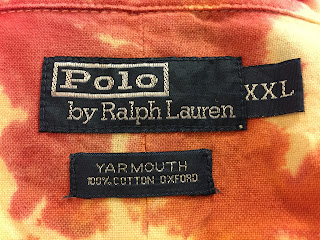 Polo
by Ralph Lauren
XXL
YARMOUTH
100% COTTON OXFORD